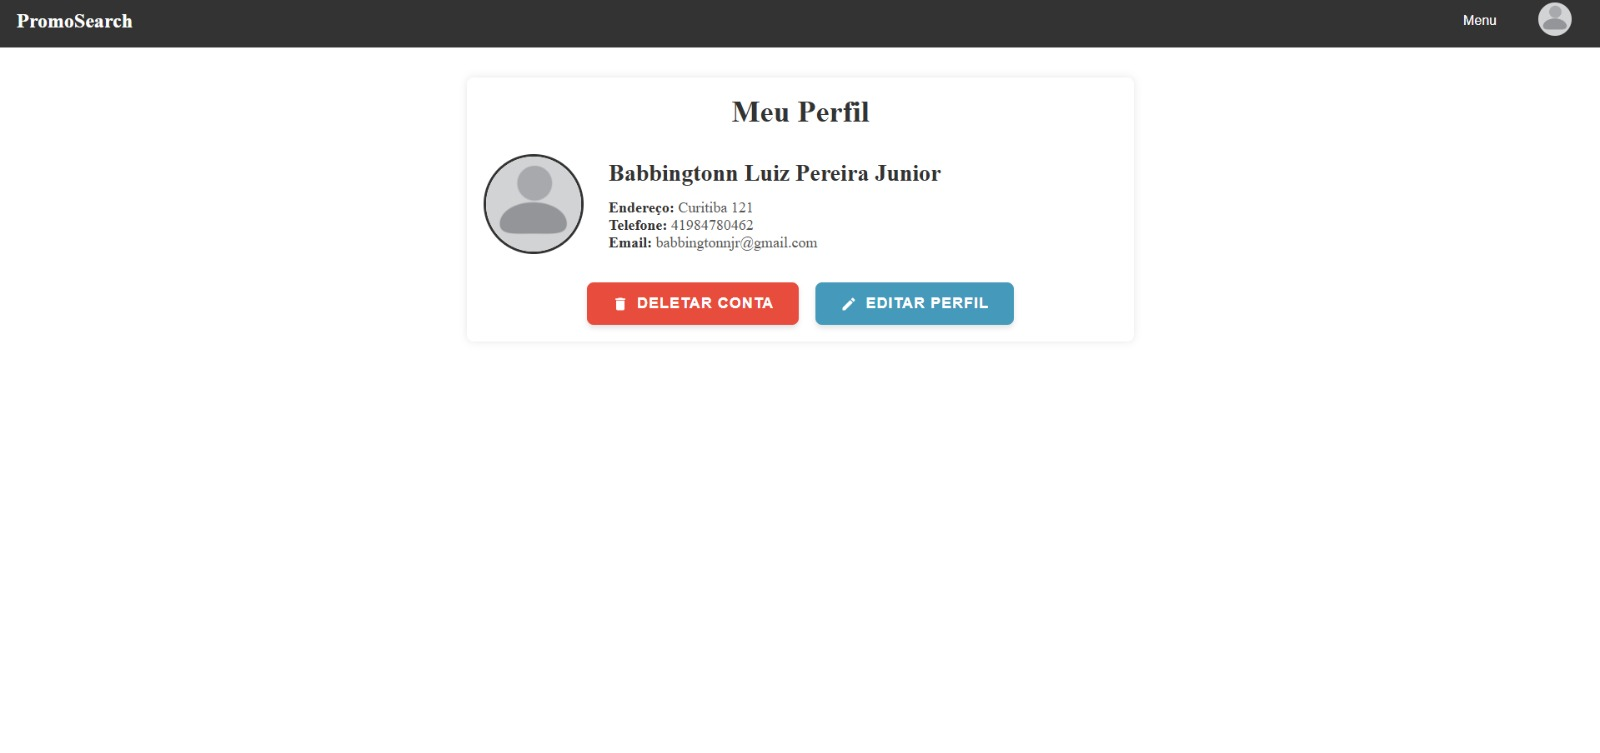 PromoSearch
Menu
Meu Perfil
Babbingtonn Luiz Pereira Junior
Endereço: Curitiba 121
Telefone: 41984780462
Email: babbingtonnjr@gmail.com
DELETAR CONTA
EDITAR PERFIL